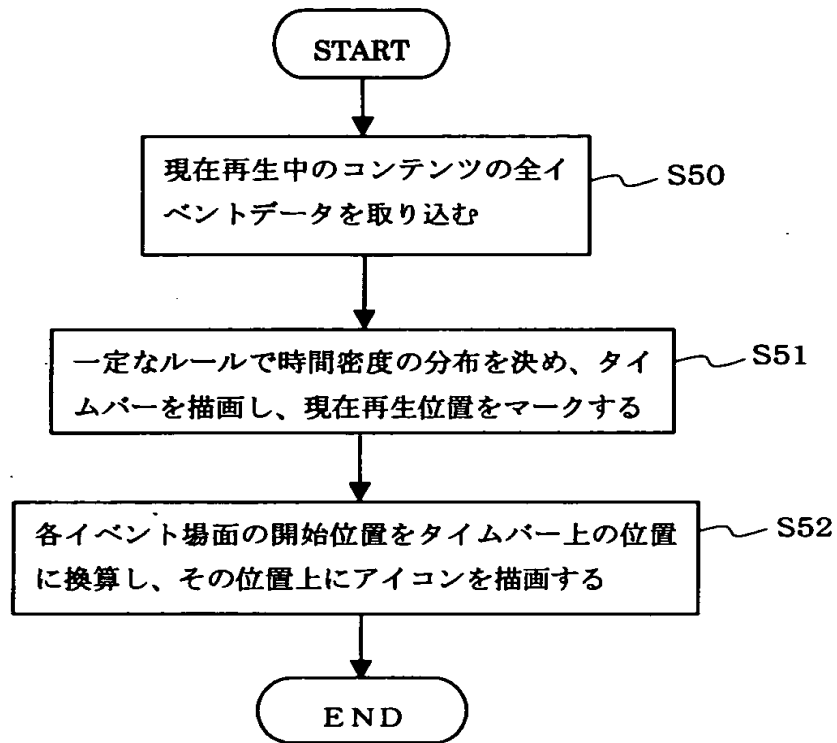 START
現在再生中のコンテンツの全イ
ベントデータを取り込む
S50
一定なルールで時間密度の分布を決め、タイ
ムバーを描画し、現在再生位置をマークする
S51
各イベント場面の開始位置をタイムバー上の位置
に換算し、その位置上にアイコンを描画する
S52
END